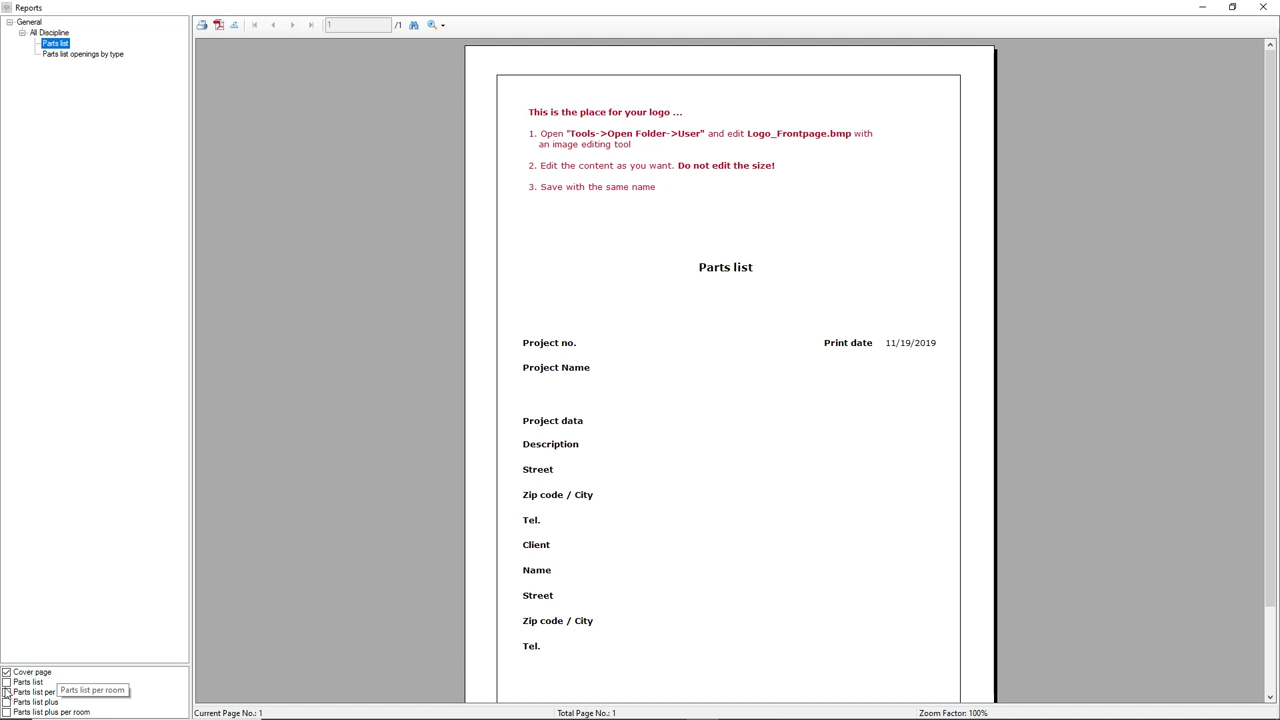 Reports
General
All Discipline
Parts list
Parts list openings by type
1 /1
This is the place for your logo ...
1. Open "Tools->Open Folder->User" and edit Logo_Frontpage.bmp with
an image editing tool
2. Edit the content as you want. Do not edit the size!
3. Save with the same name
Parts list
Project no. Print date 11/19/2019
Project Name
Project data
Description
Street
Zip code / City
Tel.
Client
Name
Street
Zip code / City
Tel.
Cover page
Parts list
Parts list per
Parts list per room
Parts list plus
Parts list plus per room
Current Page No.: 1 Total Page No.: 1 Zoom Factor: 100%